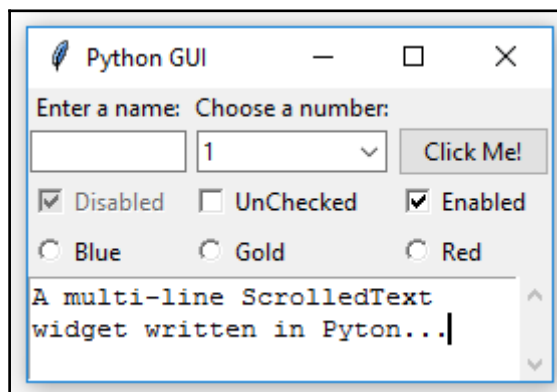 Python GUI
Enter a name: Choose a number:
1 Click Me!
Disabled UnChecked Enabled
Blue Gold Red
A multi-line ScrolledText
widget written in Pyton...